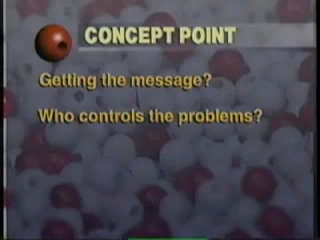 CONCEPT POINT
Getting the message?
Who controls the problems?